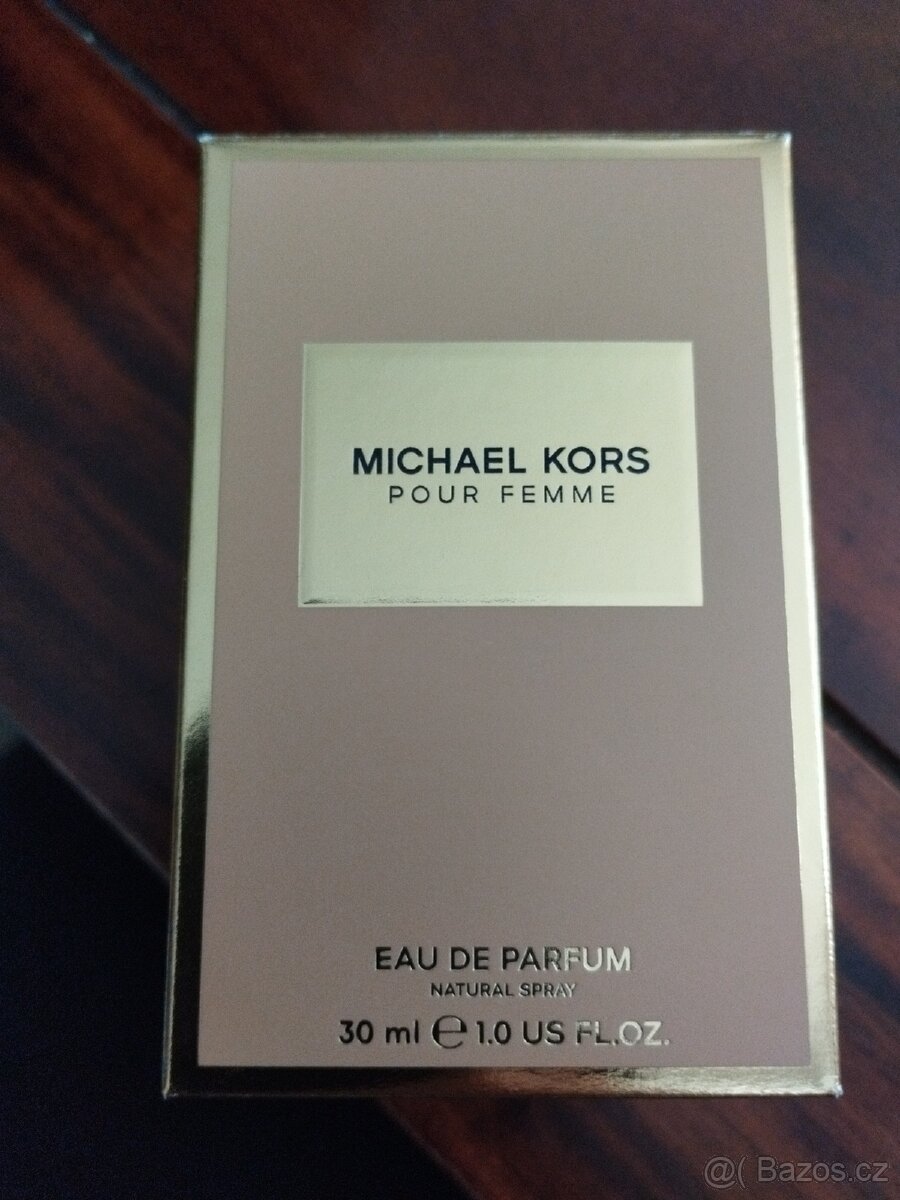 MICHAEL KORS
POUR FEMME
EAU DE PARFUM
NATURAL SPRAY
30 ml ℮ 1.0 US FL.OZ.
@( Bazos.cz